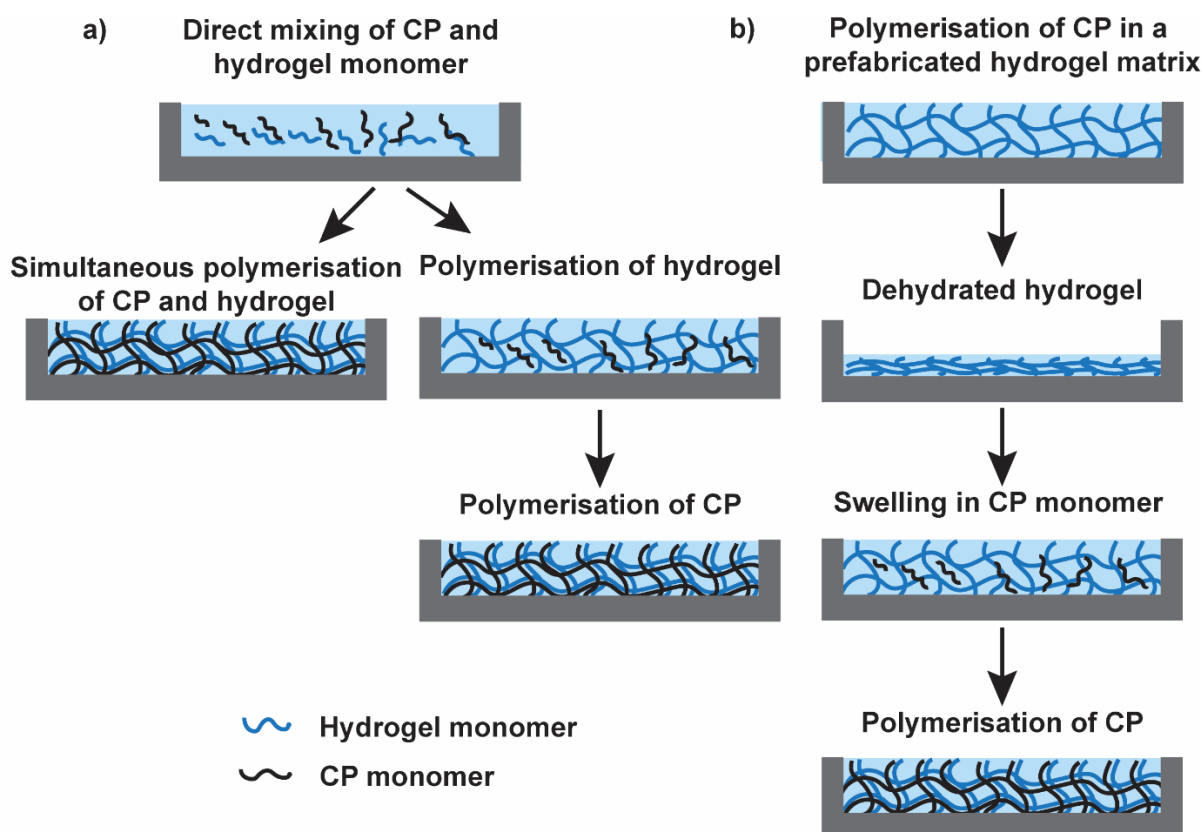 a)
Direct mixing of CP and
hydrogel monomer
Simultaneous polymerisation
of CP and hydrogel
Polymerisation of hydrogel
Polymerisation of CP
Hydrogel monomer
CP monomer
b)
Polymerisation of CP in a
prefabricated hydrogel matrix
Dehydrated hydrogel
Swelling in CP monomer
Polymerisation of CP